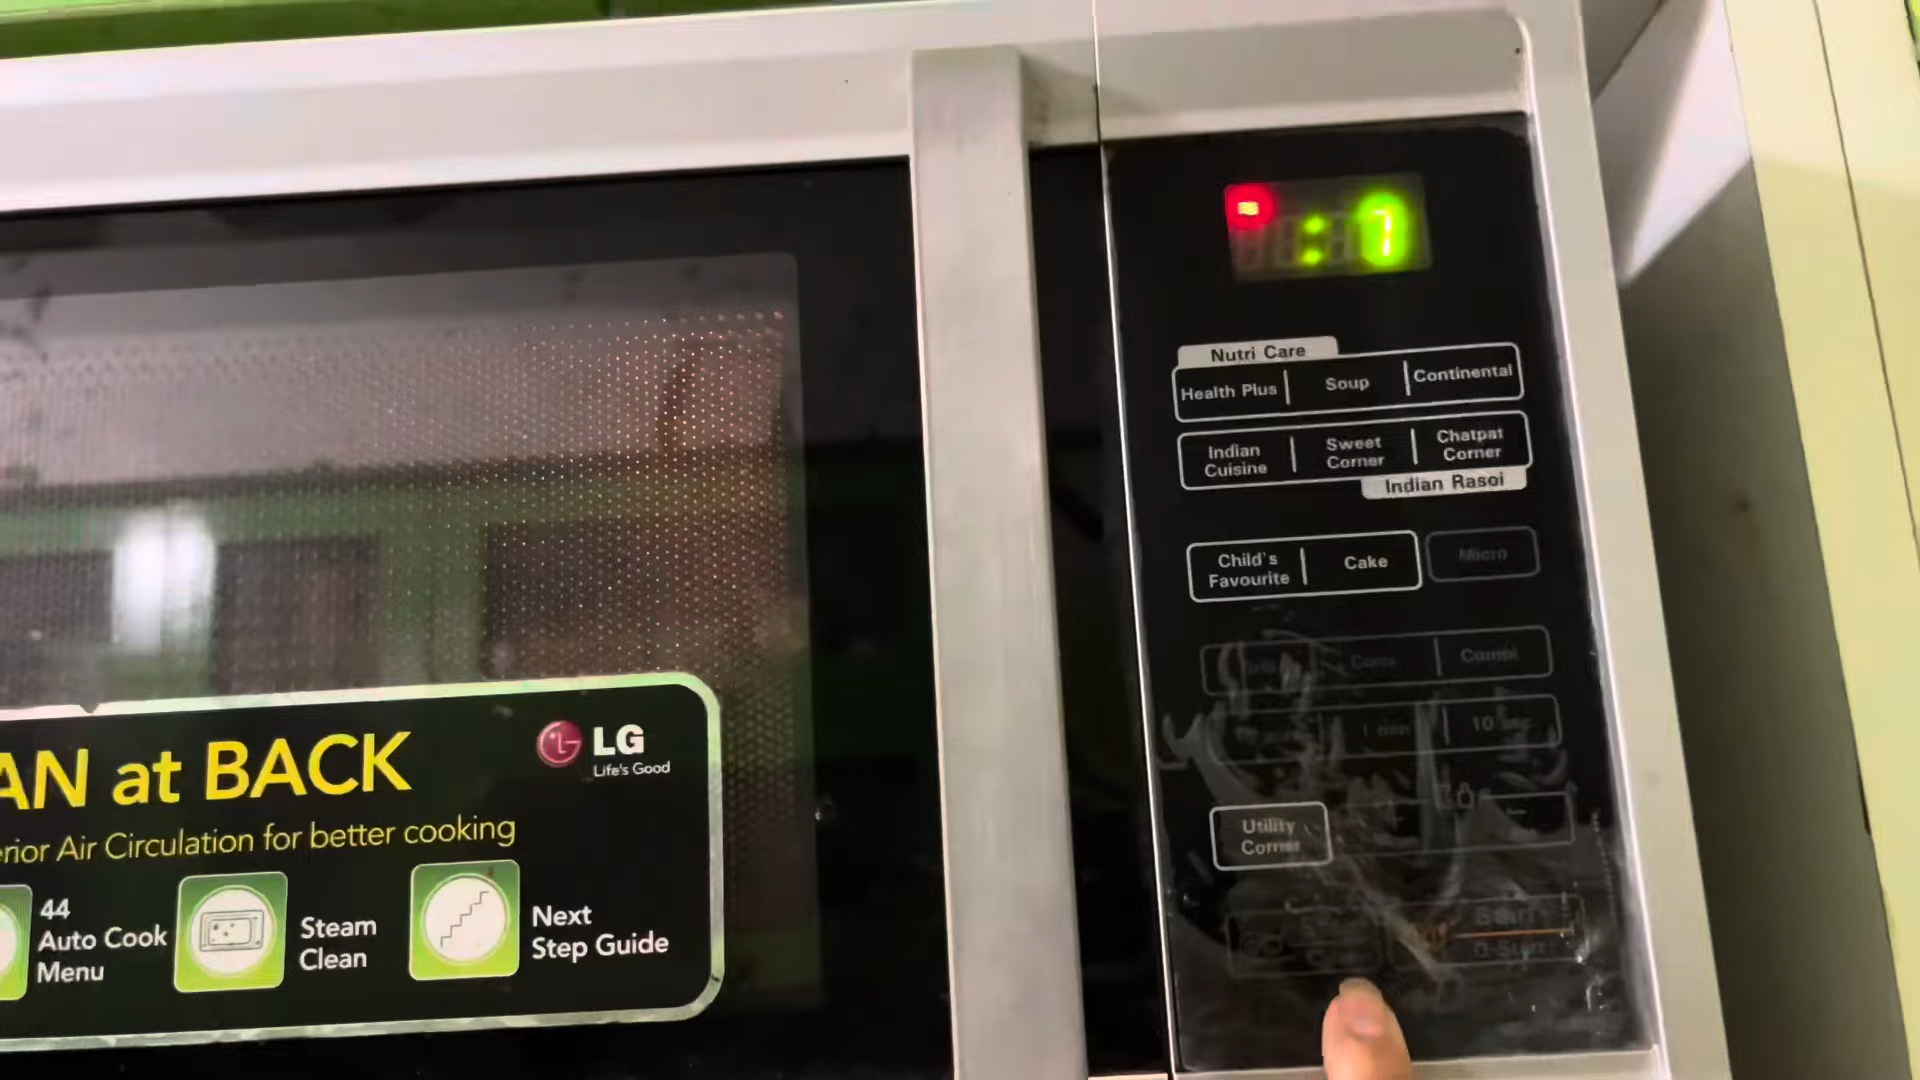 :7
Nutri Care
Health Plus
Soup
Continental
Indian
Cuisine
Sweet
Corner
Chatpat
Corner
Indian Rasoi
Child's
Favourite
Cake
Micro
Combi
10
Utility
Corner
Start
AN at BACK
LG
Life's Good
erior Air Circulation for better cooking
44
Auto Cook
Menu
Steam
Clean
Next
Step Guide